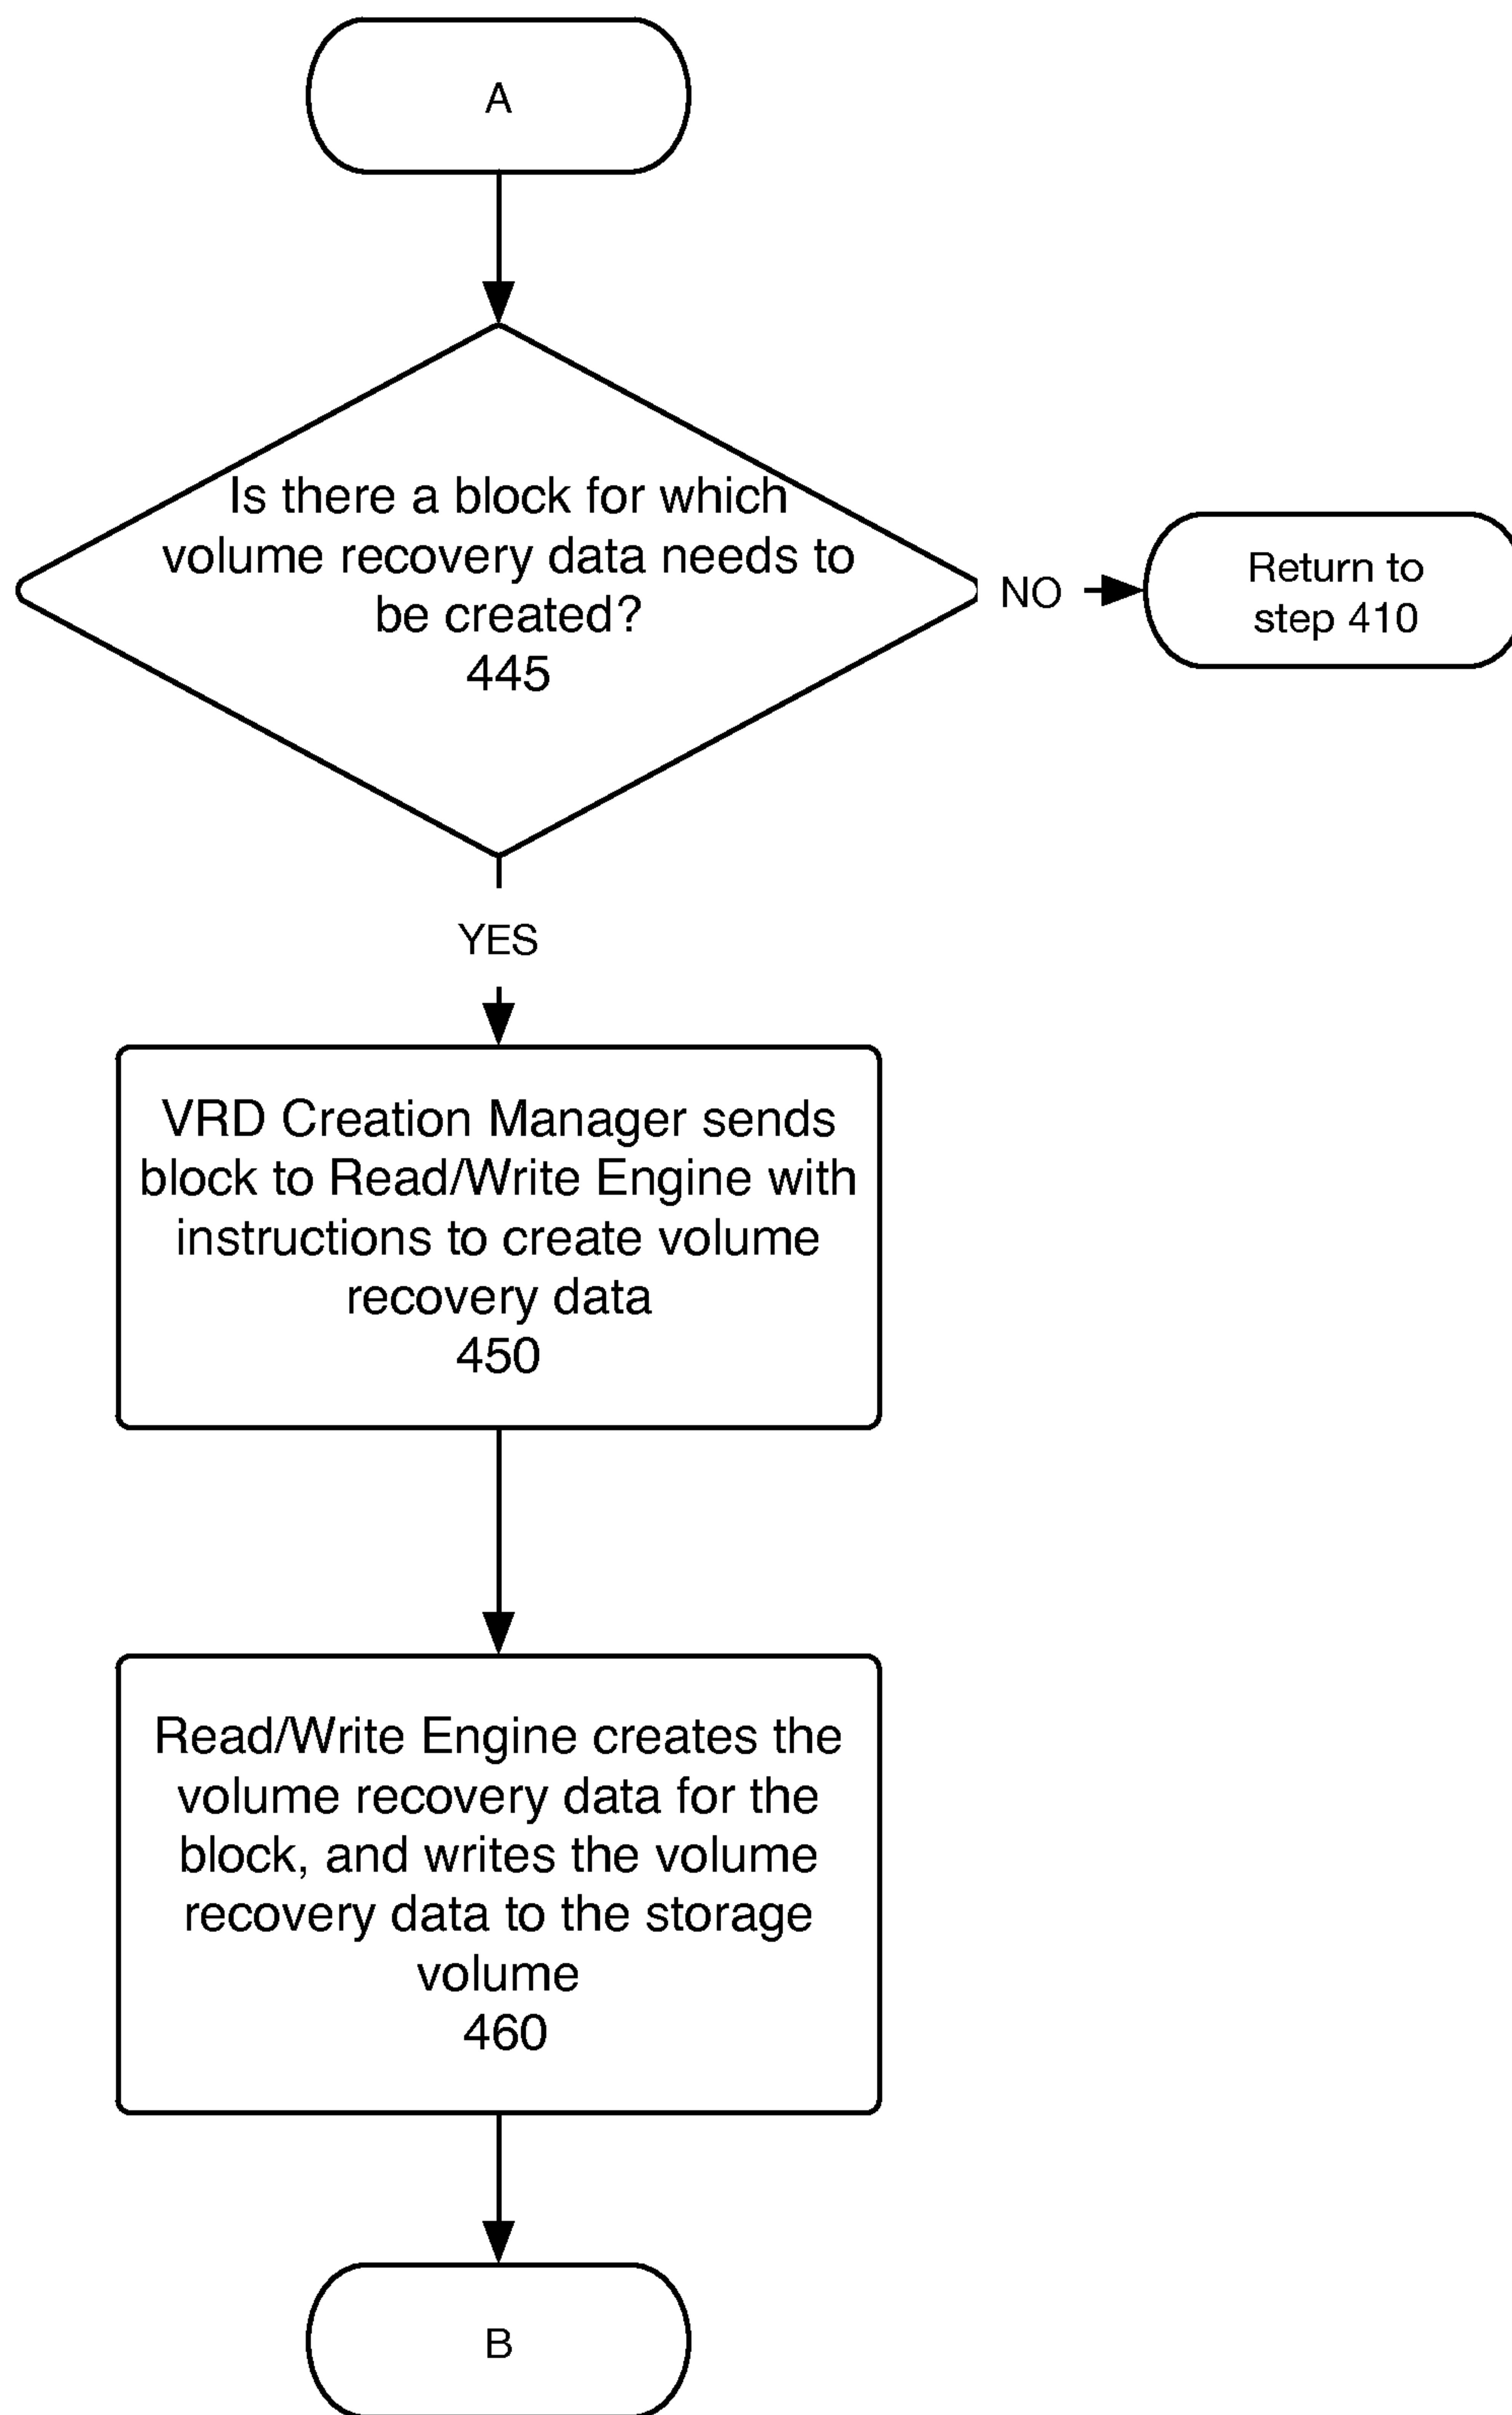 A
Is there a block for which
volume recovery data needs to
be created?
445
NO
Return to
step 410
YES
VRD Creation Manager sends
block to Read/Write Engine with
instructions to create volume
recovery data
450
Read/Write Engine creates the
volume recovery data for the
block, and writes the volume
recovery data to the storage
volume
460
B